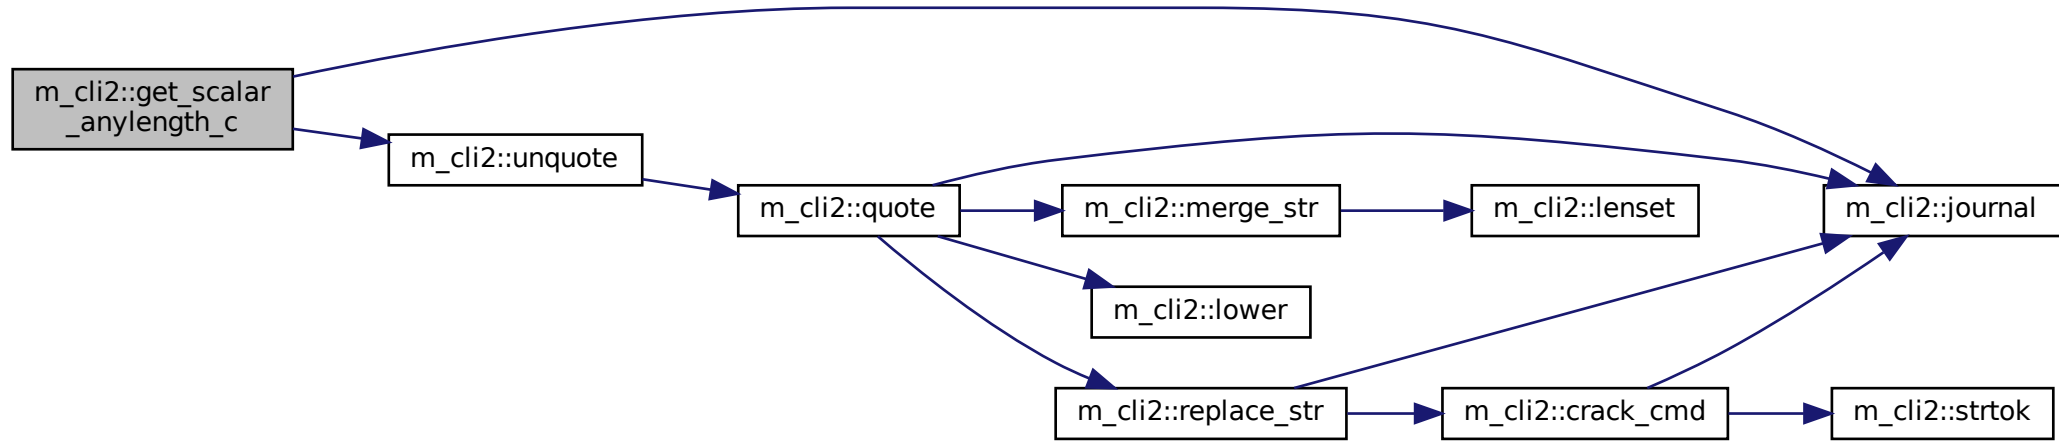 m_cli2::get_scalar
_anylength_c
m_cli2::unquote
m_cli2::quote
m_cli2::merge_str
m_cli2::lenset
m_cli2::journal
m_cli2::lower
m_cli2::replace_str
m_cli2::crack_cmd
m_cli2::strtok